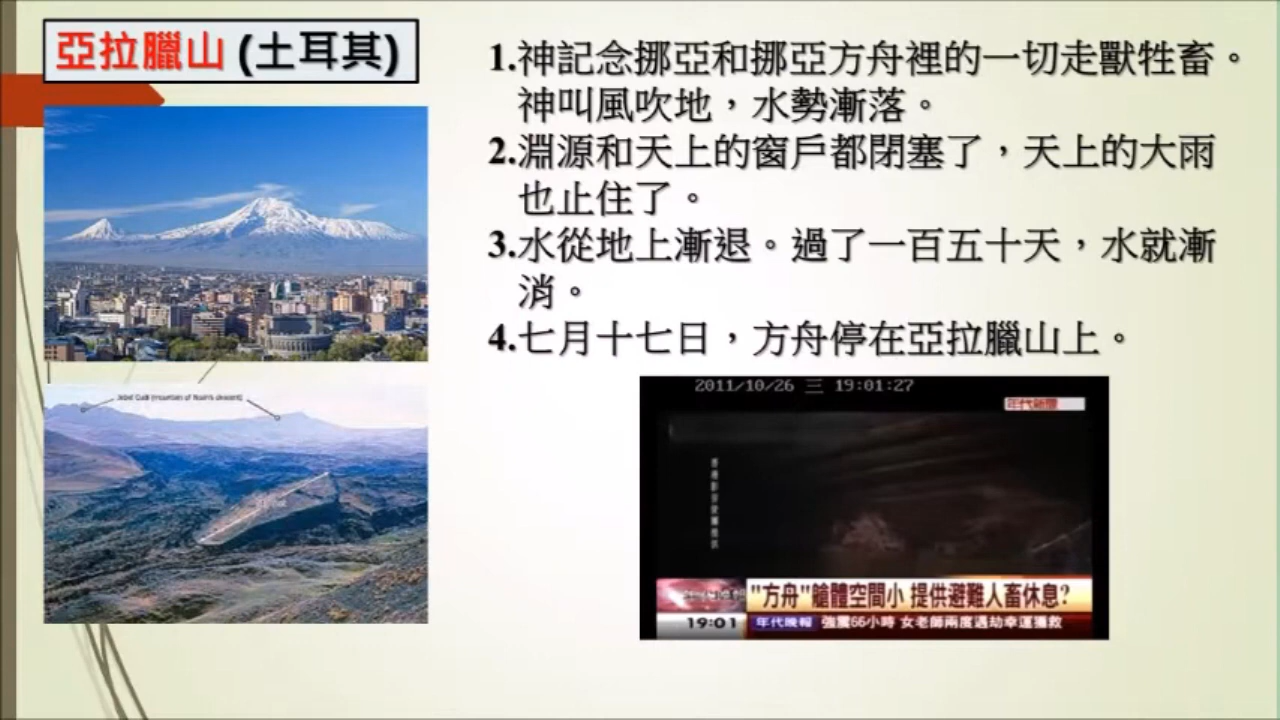 亞拉臘山 (土耳其)
1.神記念挪亞和挪亞方舟裡的一切走獸牲畜。
神叫風吹地，水勢漸落。
2.淵源和天上的窗戶都閉塞了，天上的大雨
也止住了。
3.水從地上漸退。過了一百五十天，水就漸
消。
4.七月十七日，方舟停在亞拉臘山上。
Jebel Cudi (mountain of Noah's descent)
2011/10/26 三 19:01:27
年代新聞
"方舟"艙體空間小 提供避難人畜休息?
19:01 年代晚報 強震66小時 女老師兩度遇劫幸運獲救